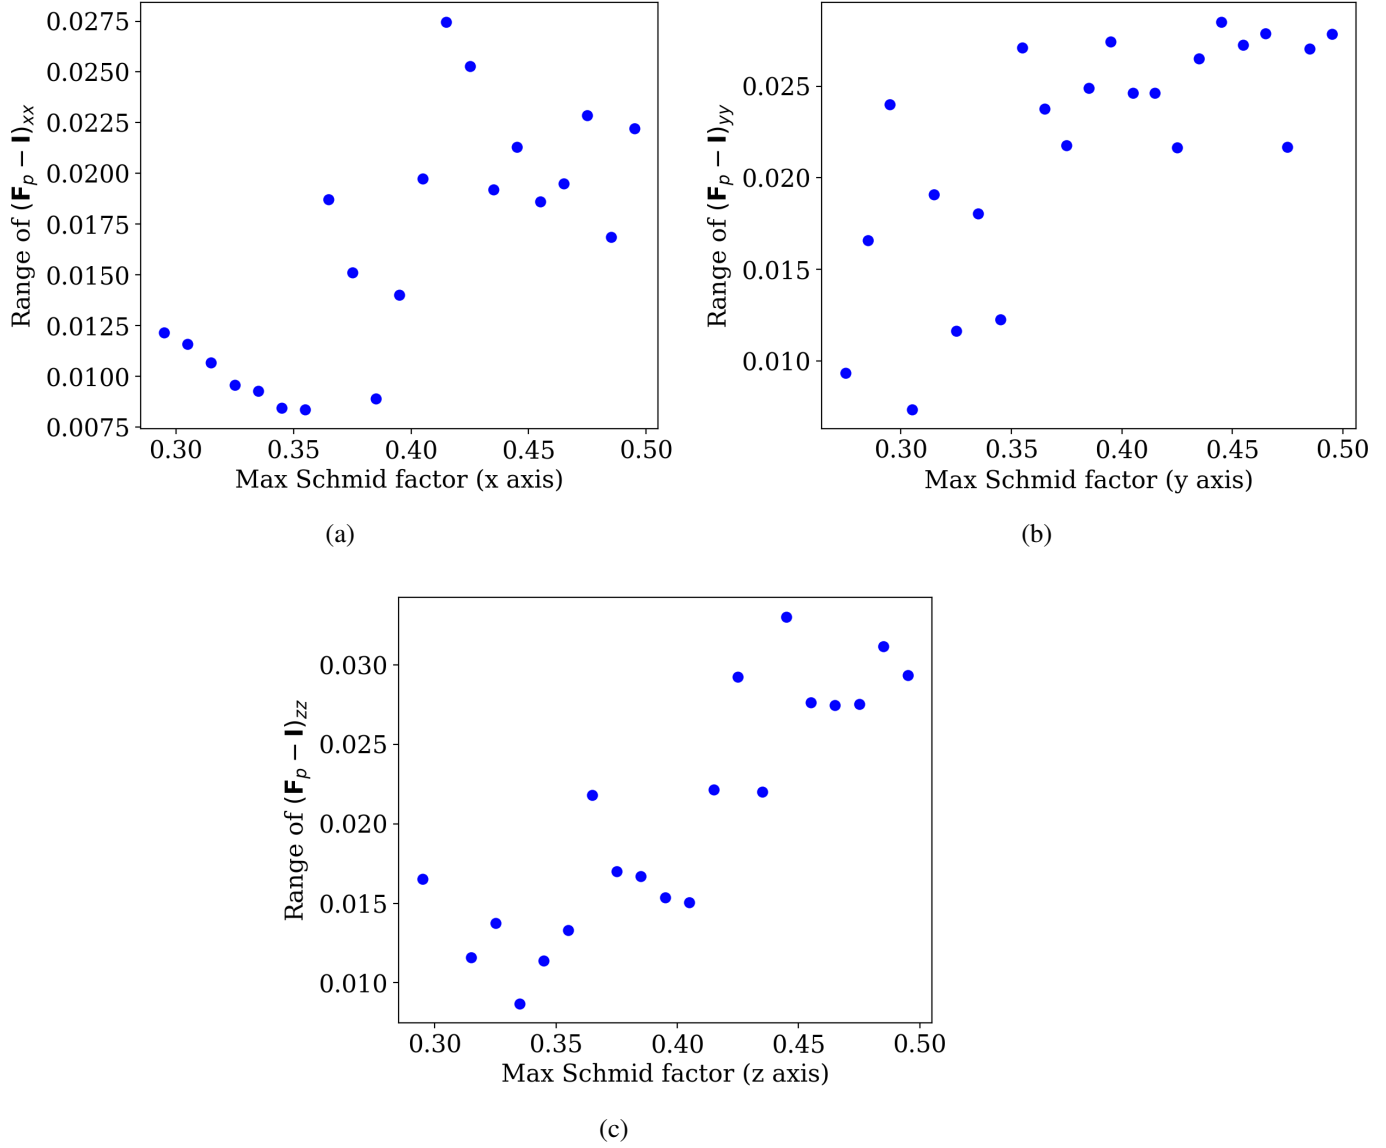 0.0275
0.0250
0.0225
0.0200
0.0175
0.0150
0.0125
0.0100
0.0075
Range of (F_p − I)_xx
0.30 0.35 0.40 0.45 0.50
Max Schmid factor (x axis)
(a)
0.025
0.020
0.015
0.010
Range of (F_p − I)_yy
0.30 0.35 0.40 0.45 0.50
Max Schmid factor (y axis)
(b)
0.030
0.025
0.020
0.015
0.010
Range of (F_p − I)_zz
0.30 0.35 0.40 0.45 0.50
Max Schmid factor (z axis)
(c)